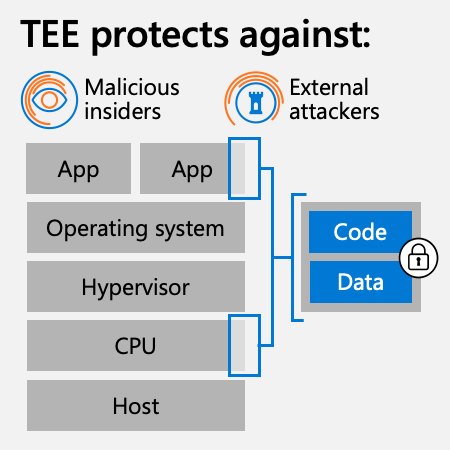 TEE protects against:
Malicious
insiders
External
attackers
App
App
Operating system
Hypervisor
CPU
Host
Code
Data